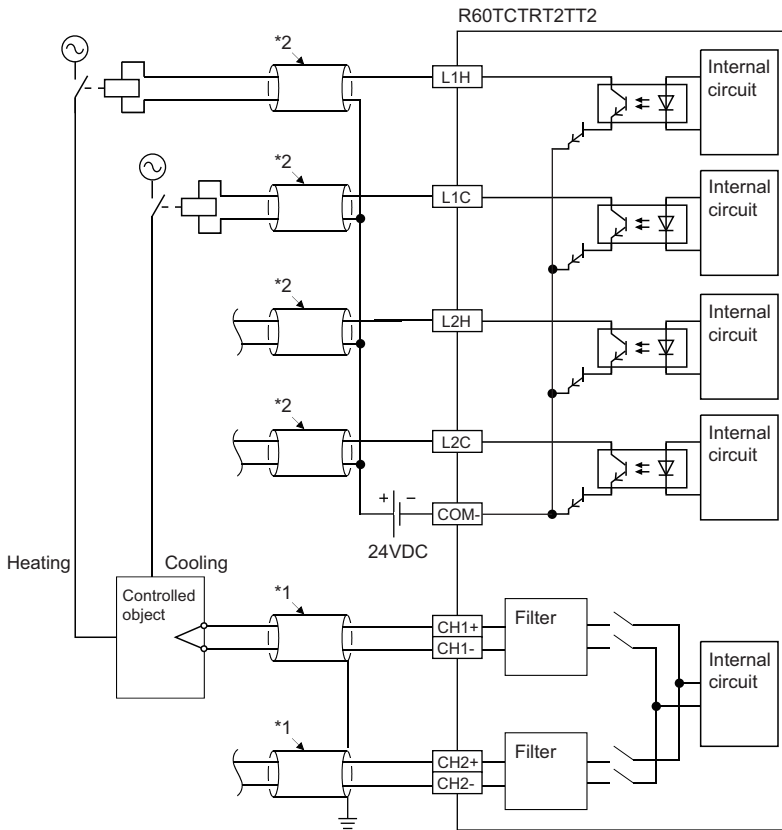 R60TCTRT2TT2
*2
L1H
Internal
circuit
*2
L1C
Internal
circuit
*2
L2H
Internal
circuit
*2
L2C
Internal
circuit
+
−
COM-
24VDC
Heating
Cooling
Controlled
object
*1
CH1+
CH1-
Filter
Internal
circuit
*1
CH2+
CH2-
Filter